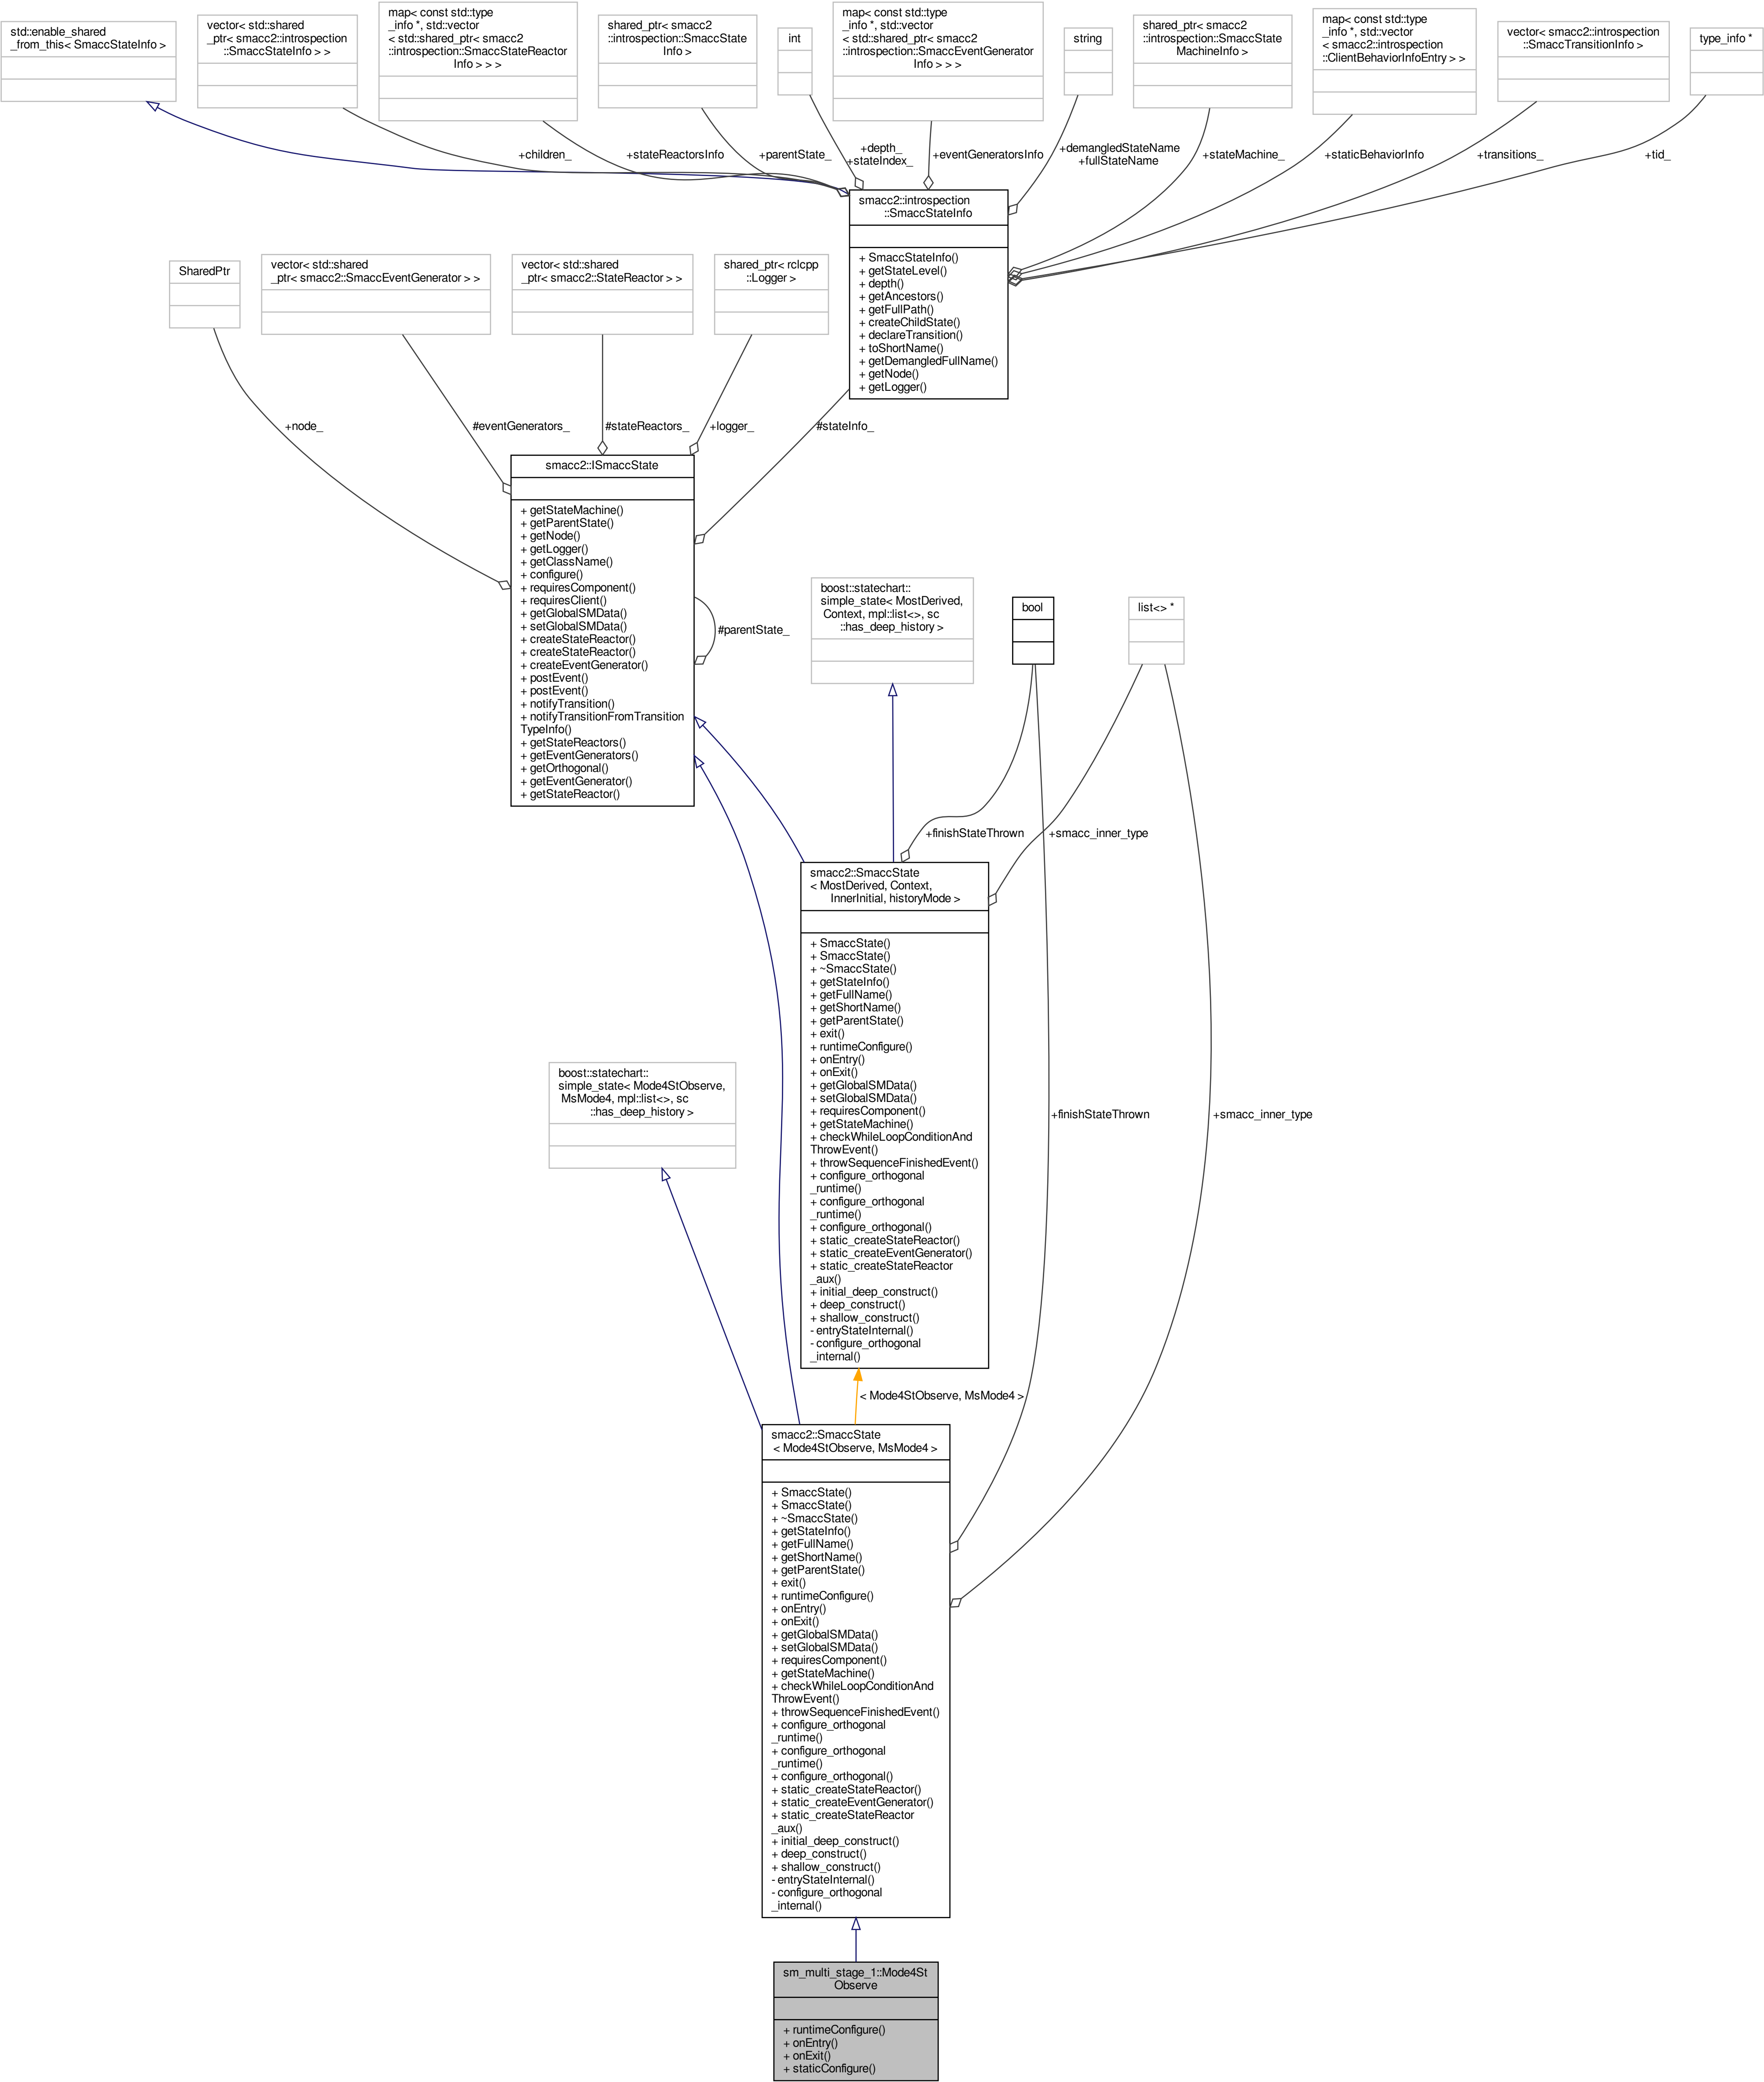 std::enable_shared
_from_this< SmaccStateInfo >
vector< std::shared
_ptr< smacc2::introspection
::SmaccStateInfo > >
map< const std::type
_info *, std::vector
< std::shared_ptr< smacc2
::introspection::SmaccStateReactor
Info > > >
shared_ptr< smacc2
::introspection::SmaccState
Info >
int
map< const std::type
_info *, std::vector
< std::shared_ptr< smacc2
::introspection::SmaccEventGenerator
Info > > >
string
shared_ptr< smacc2
::introspection::SmaccState
MachineInfo >
map< const std::type
_info *, std::vector
< smacc2::introspection
::ClientBehaviorInfoEntry > >
vector< smacc2::introspection
::SmaccTransitionInfo >
type_info *
+children_
+stateReactorsInfo
+parentState_
+depth_
+stateIndex_
+eventGeneratorsInfo
+demangledStateName
+fullStateName
+stateMachine_
+staticBehaviorInfo
+transitions_
+tid_
smacc2::introspection
::SmaccStateInfo
+ SmaccStateInfo()
+ getStateLevel()
+ depth()
+ getAncestors()
+ getFullPath()
+ createChildState()
+ declareTransition()
+ toShortName()
+ getDemangledFullName()
+ getNode()
+ getLogger()
SharedPtr
vector< std::shared
_ptr< smacc2::SmaccEventGenerator > >
vector< std::shared
_ptr< smacc2::StateReactor > >
shared_ptr< rclcpp
::Logger >
+node_
#eventGenerators_
#stateReactors_
+logger_
#stateInfo_
smacc2::ISmaccState
+ getStateMachine()
+ getParentState()
+ getNode()
+ getLogger()
+ getClassName()
+ configure()
+ requiresComponent()
+ requiresClient()
+ getGlobalSMData()
+ setGlobalSMData()
+ createStateReactor()
+ createStateReactor()
+ createEventGenerator()
+ postEvent()
+ postEvent()
+ notifyTransition()
+ notifyTransitionFromTransition
TypeInfo()
+ getStateReactors()
+ getEventGenerators()
+ getOrthogonal()
+ getEventGenerator()
+ getStateReactor()
#parentState_
boost::statechart::
simple_state< MostDerived,
Context, mpl::list<>, sc
::has_deep_history >
bool
list<> *
+finishStateThrown
+smacc_inner_type
smacc2::SmaccState
< MostDerived, Context,
InnerInitial, historyMode >
+ SmaccState()
+ SmaccState()
+ ~SmaccState()
+ getStateInfo()
+ getFullName()
+ getShortName()
+ getParentState()
+ exit()
+ runtimeConfigure()
+ onEntry()
+ onExit()
+ getGlobalSMData()
+ setGlobalSMData()
+ requiresComponent()
+ getStateMachine()
+ checkWhileLoopConditionAnd
ThrowEvent()
+ throwSequenceFinishedEvent()
+ configure_orthogonal
_runtime()
+ configure_orthogonal
_runtime()
+ configure_orthogonal()
+ static_createStateReactor()
+ static_createEventGenerator()
+ static_createStateReactor
_aux()
+ initial_deep_construct()
+ deep_construct()
+ shallow_construct()
- entryStateInternal()
- configure_orthogonal
_internal()
boost::statechart::
simple_state< Mode4StObserve,
MsMode4, mpl::list<>, sc
::has_deep_history >
+finishStateThrown
+smacc_inner_type
< Mode4StObserve, MsMode4 >
smacc2::SmaccState
< Mode4StObserve, MsMode4 >
+ SmaccState()
+ SmaccState()
+ ~SmaccState()
+ getStateInfo()
+ getFullName()
+ getShortName()
+ getParentState()
+ exit()
+ runtimeConfigure()
+ onEntry()
+ onExit()
+ getGlobalSMData()
+ setGlobalSMData()
+ requiresComponent()
+ getStateMachine()
+ checkWhileLoopConditionAnd
ThrowEvent()
+ throwSequenceFinishedEvent()
+ configure_orthogonal
_runtime()
+ configure_orthogonal
_runtime()
+ configure_orthogonal()
+ static_createStateReactor()
+ static_createEventGenerator()
+ static_createStateReactor
_aux()
+ initial_deep_construct()
+ deep_construct()
+ shallow_construct()
- entryStateInternal()
- configure_orthogonal
_internal()
sm_multi_stage_1::Mode4St
Observe
+ runtimeConfigure()
+ onEntry()
+ onExit()
+ staticConfigure()